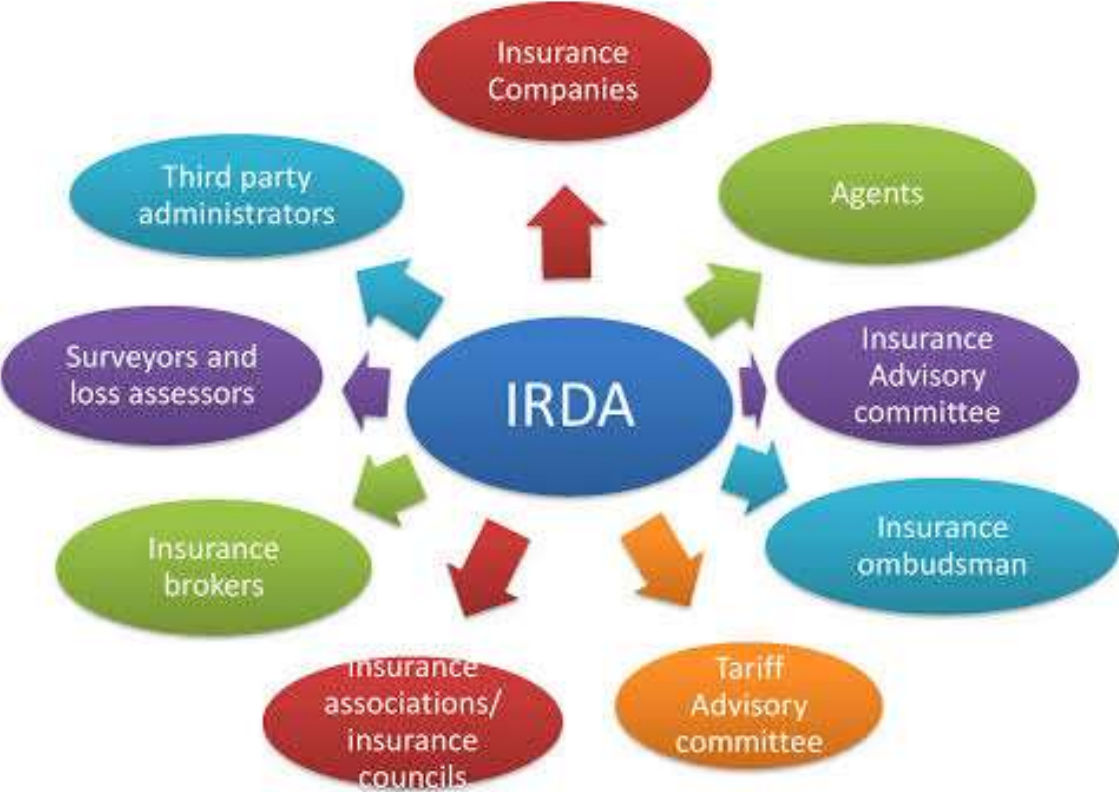 Insurance
Companies
Third party
administrators
Agents
Surveyors and
loss assessors
IRDA
Insurance
Advisory
committee
Insurance
brokers
Insurance
ombudsman
Insurance
associations/
insurance
councils
Tariff
Advisory
committee